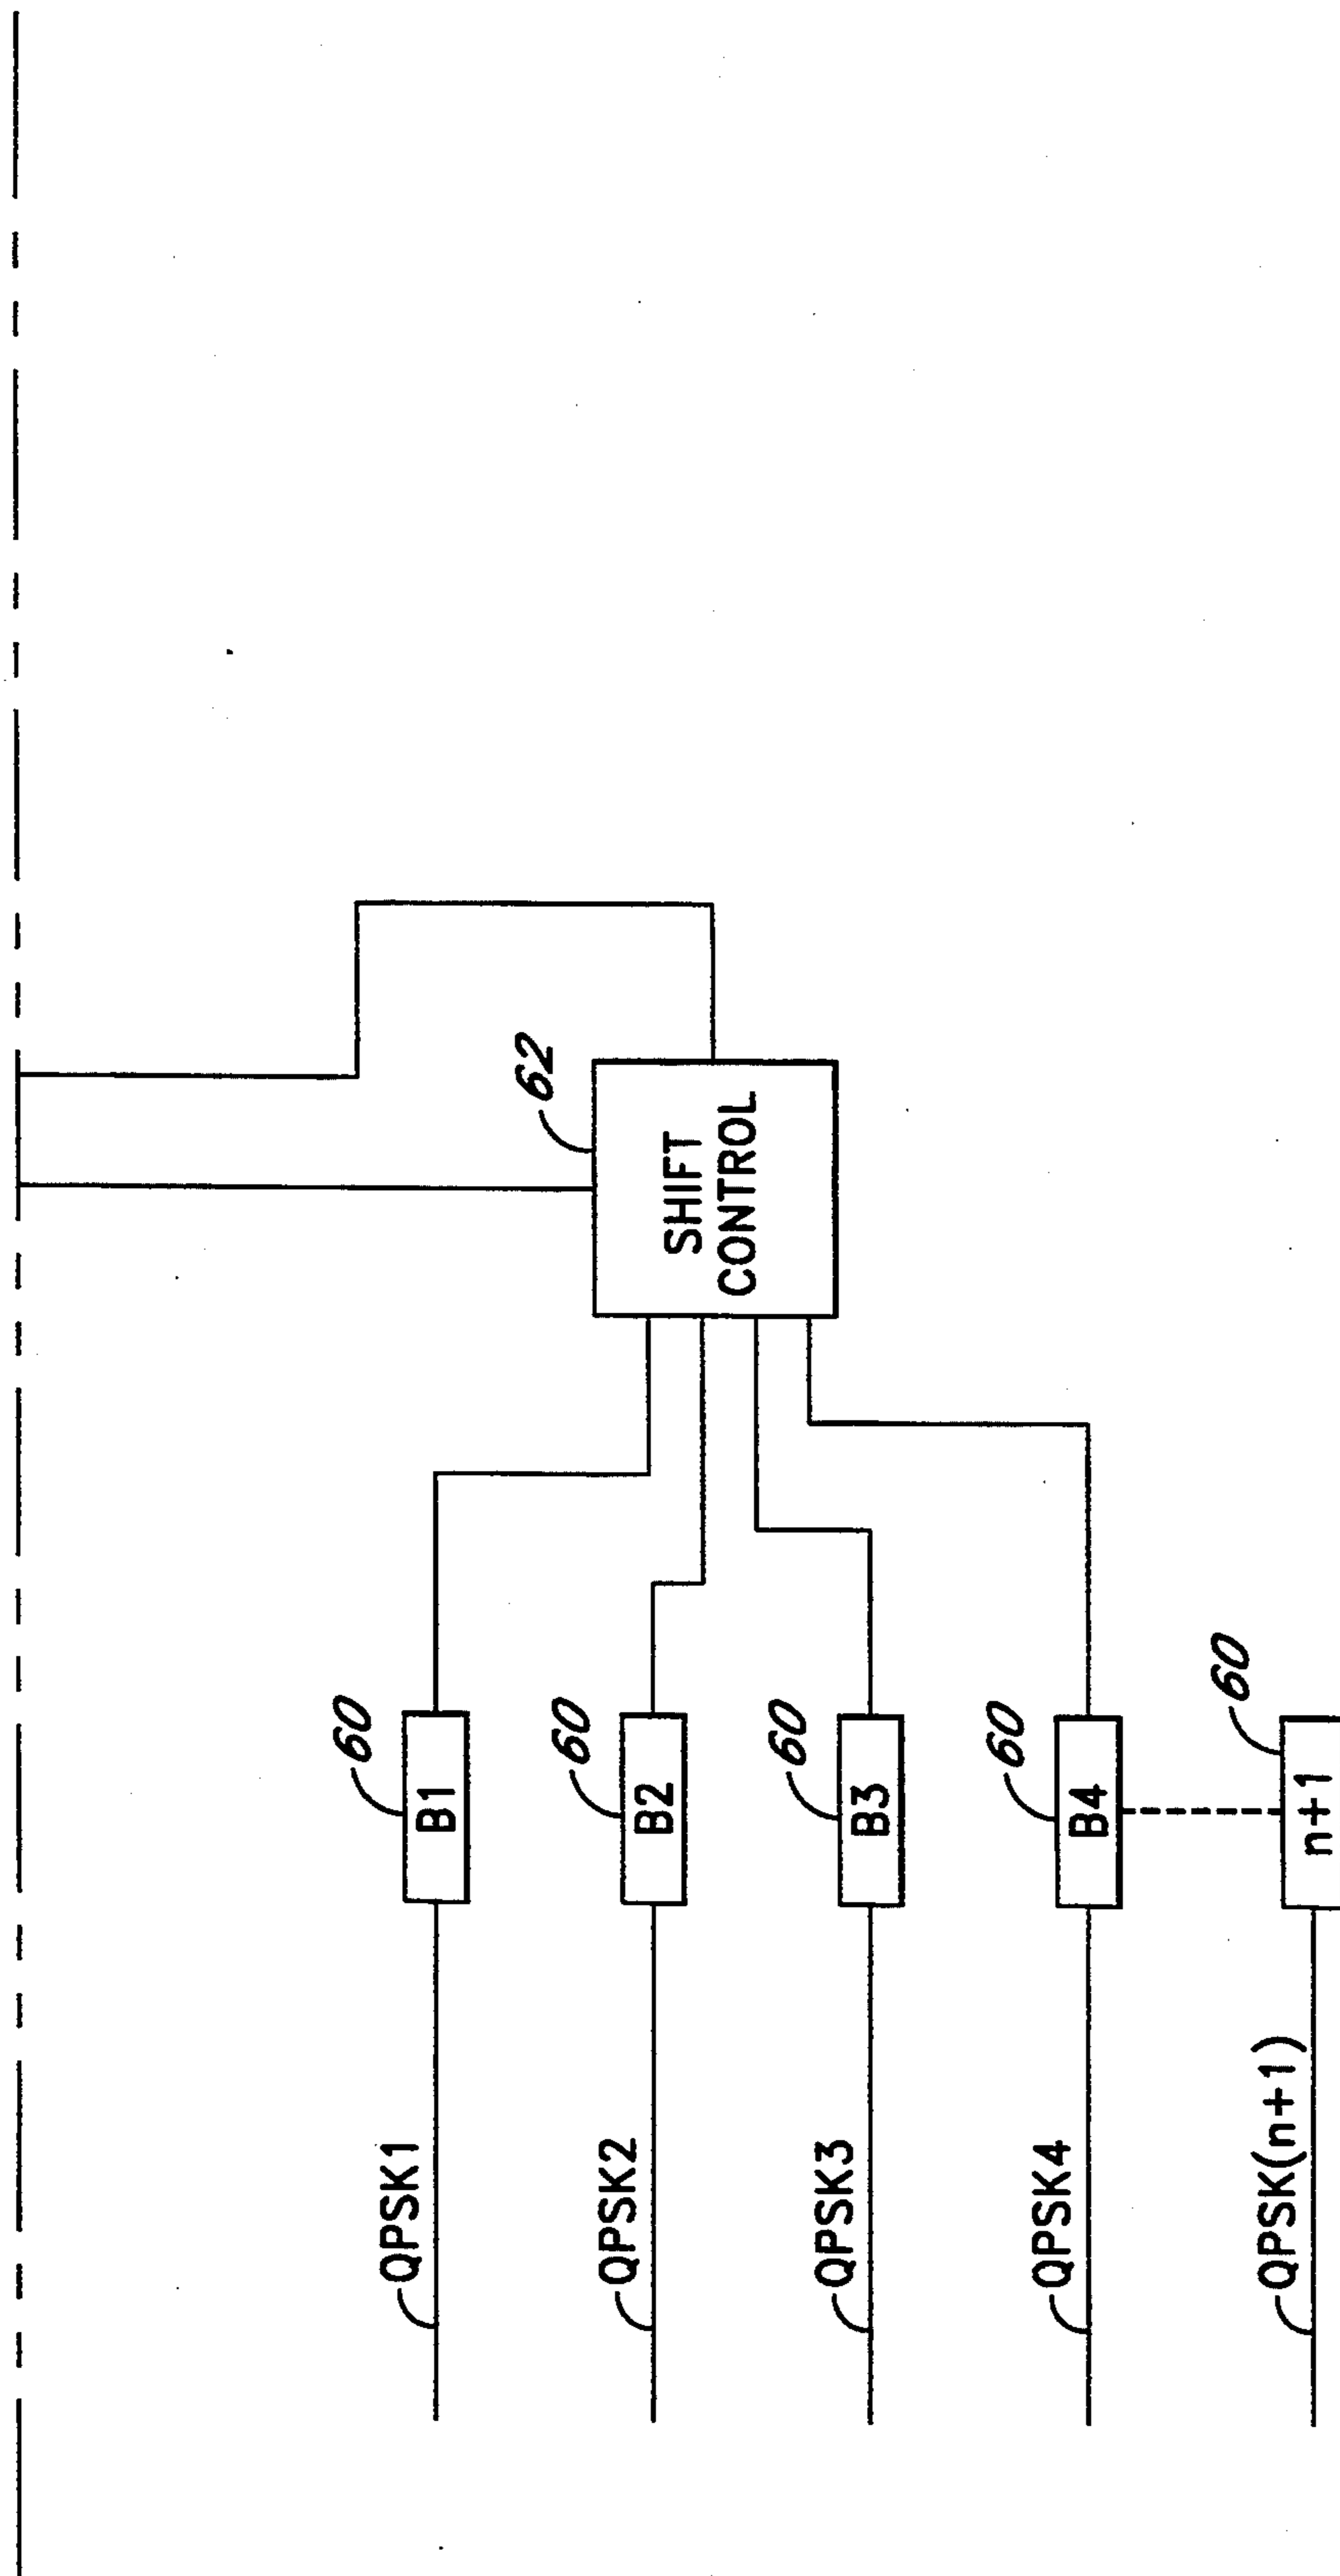 62
SHIFT
CONTROL
60
B1
QPSK1
60
B2
QPSK2
60
B3
QPSK3
60
B4
QPSK4
60
n+1
QPSK(n+1)